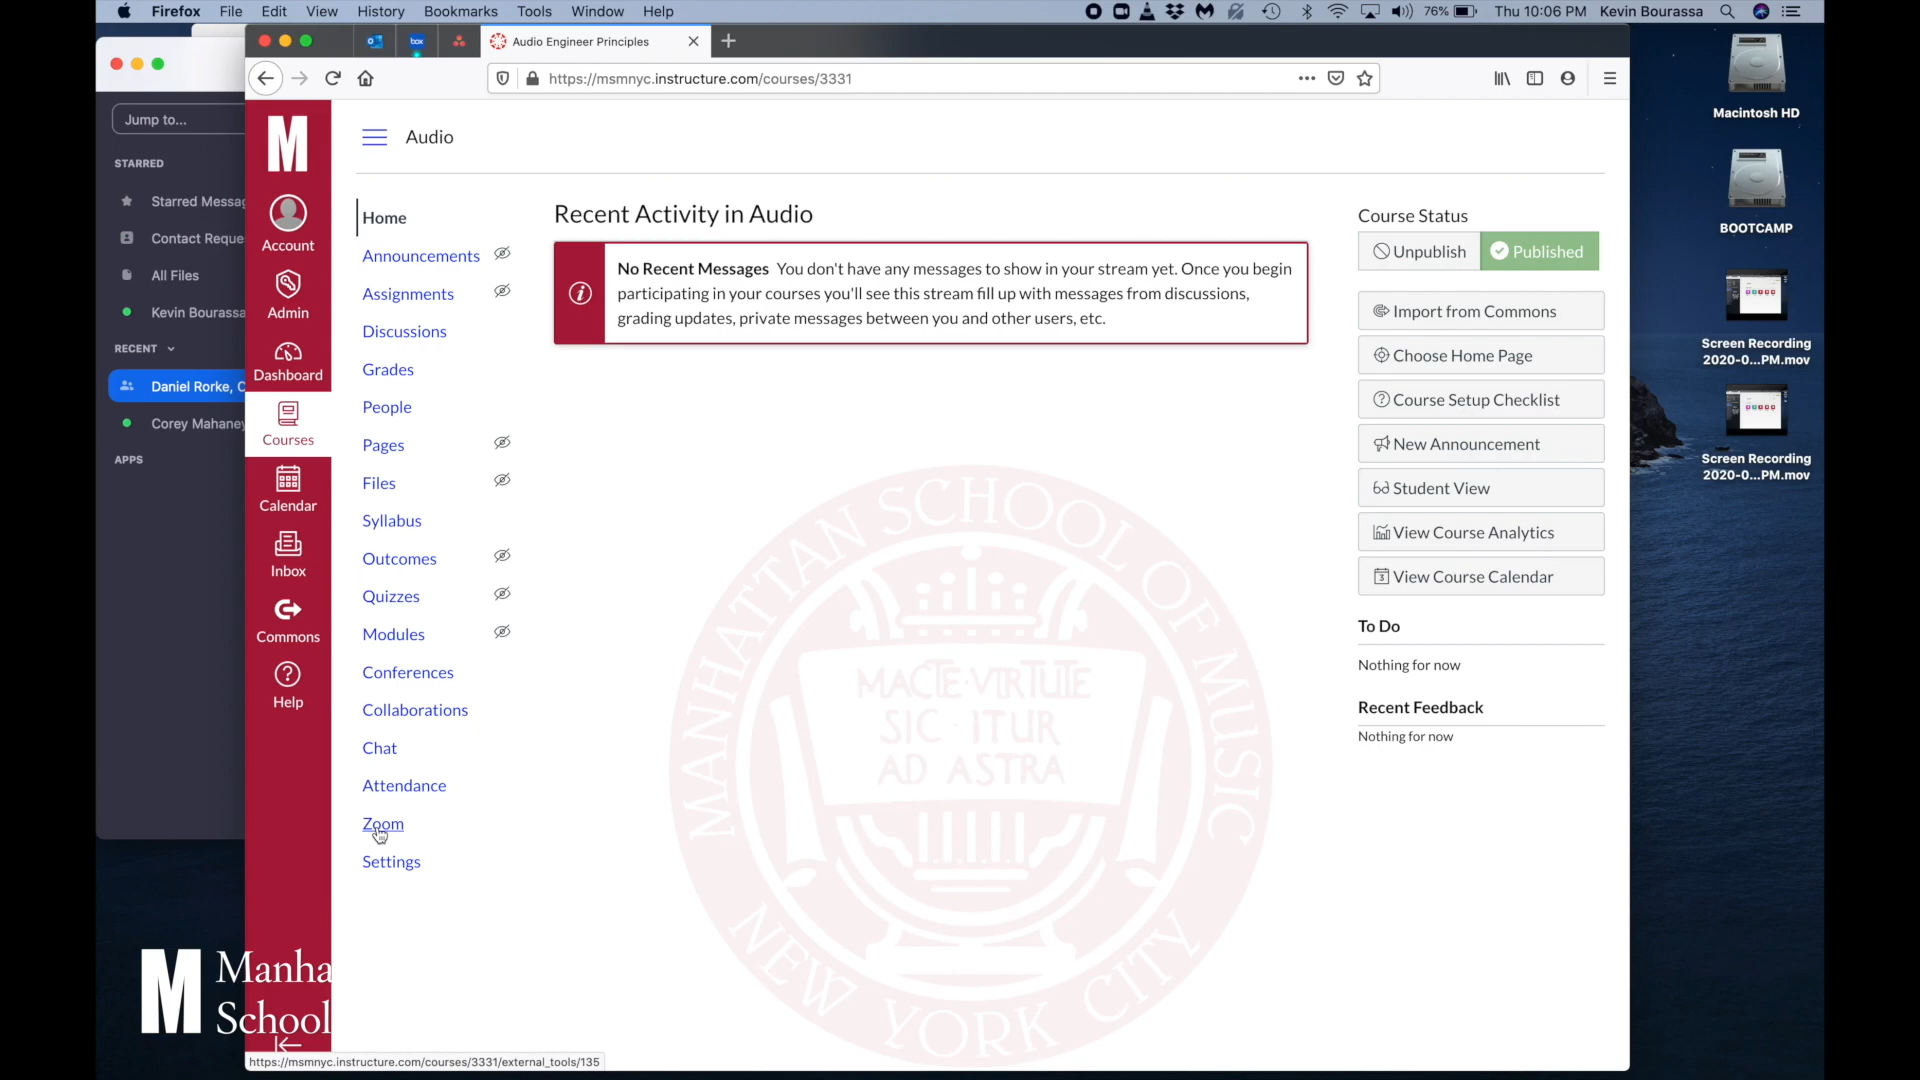 Firefox File Edit View History Bookmarks Tools Window Help
76% Thu 10:06 PM Kevin Bourassa
box
Audio Engineer Principles
https://msmnyc.instructure.com/courses/3331
Jump to...
STARRED
Starred Messag
Contact Reque
All Files
Kevin Bourassa
RECENT
Daniel Rorke, C
Corey Mahaney
APPS
M
Account
Admin
Dashboard
Courses
Calendar
Inbox
Commons
Help
Audio
Home
Announcements
Assignments
Discussions
Grades
People
Pages
Files
Syllabus
Outcomes
Quizzes
Modules
Conferences
Collaborations
Chat
Attendance
Zoom
Settings
Recent Activity in Audio
No Recent Messages You don't have any messages to show in your stream yet. Once you begin
participating in your courses you'll see this stream fill up with messages from discussions,
grading updates, private messages between you and other users, etc.
MANHATTAN SCHOOL OF MUSIC
MACTE·VIRTUTE
SIC · ITUR
AD ASTRA
NEW YORK CITY
Course Status
Unpublish Published
Import from Commons
Choose Home Page
Course Setup Checklist
New Announcement
Student View
View Course Analytics
3 View Course Calendar
To Do
Nothing for now
Recent Feedback
Nothing for now
Macintosh HD
BOOTCAMP
Screen Recording
2020-0...PM.mov
Screen Recording
2020-0...PM.mov
M Manha
School
https://msmnyc.instructure.com/courses/3331/external_tools/135